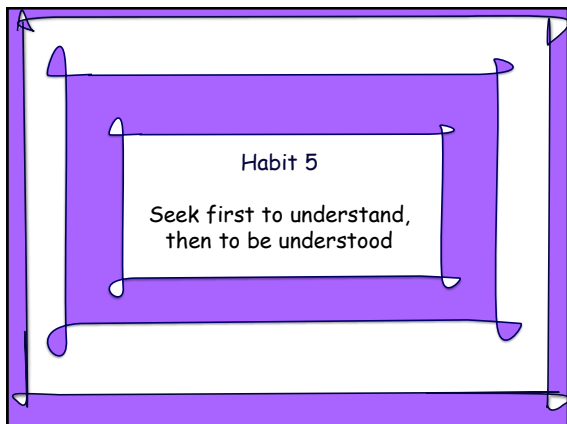 Habit 5
Seek first to understand,
then to be understood